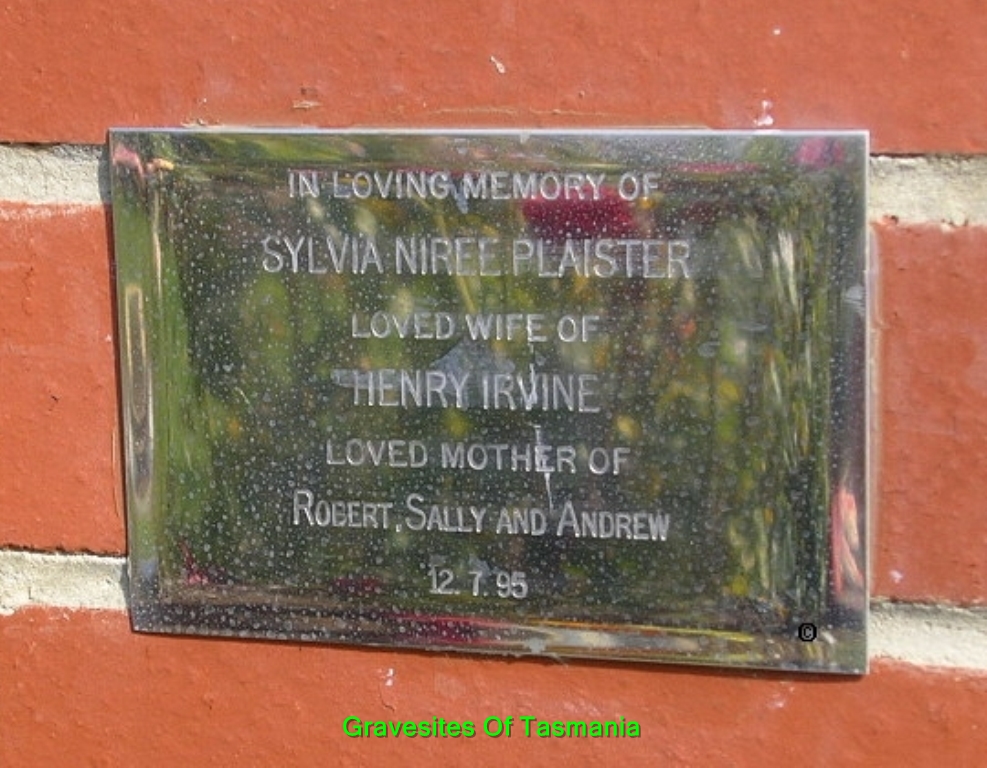 IN LOVING MEMORY OF
SYLVIA NIREE PLAISTER
LOVED WIFE OF
HENRY IRVINE
LOVED MOTHER OF
ROBERT, SALLY AND ANDREW
12.7.95
©
Gravesites Of Tasmania